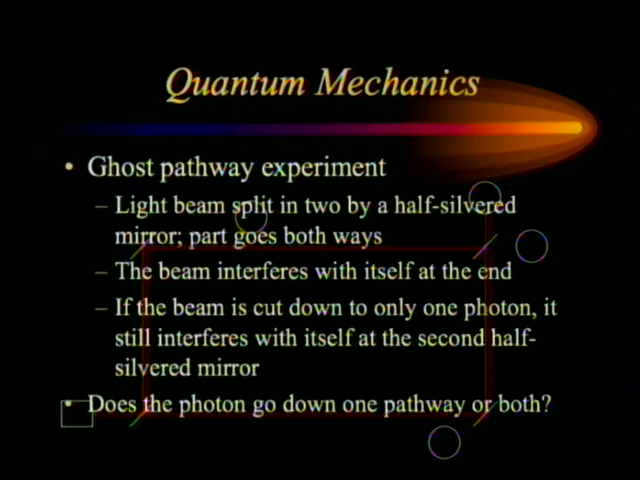 Quantum Mechanics
• Ghost pathway experiment
– Light beam split in two by a half-silvered
mirror; part goes both ways
– The beam interferes with itself at the end
– If the beam is cut down to only one photon, it
still interferes with itself at the second half-
silvered mirror
• Does the photon go down one pathway or both?